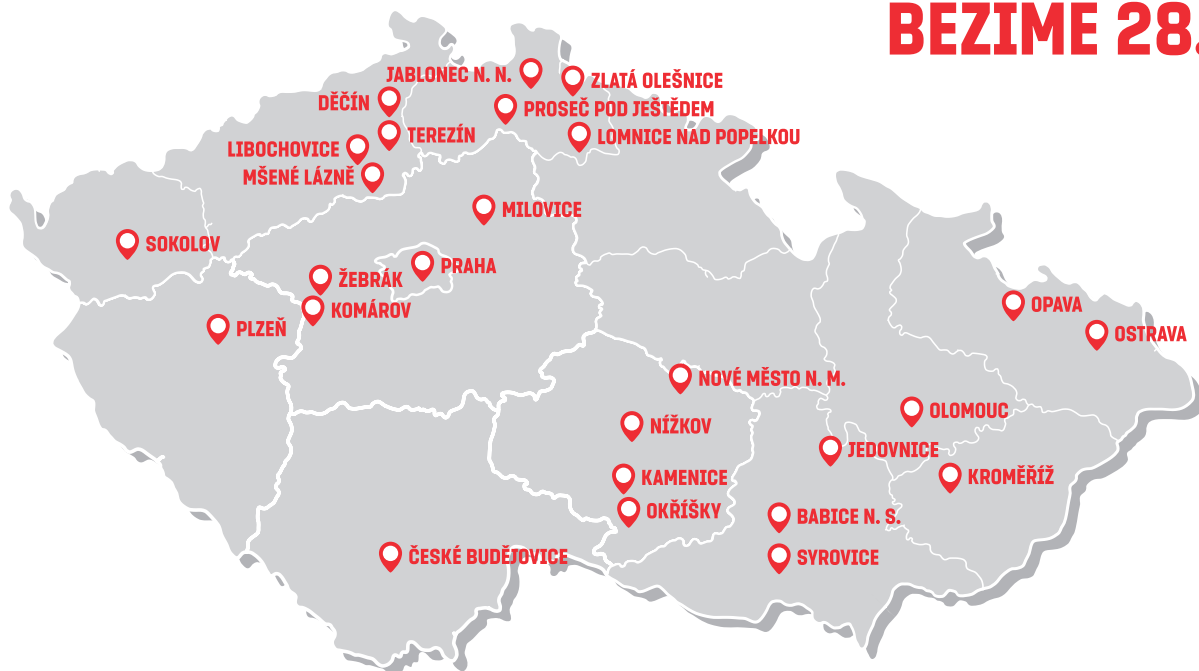 BEZIME 28.
JABLONEC N. N.
ZLATÁ OLEŠNICE
DĚČÍN
PROSEČ POD JEŠTĚDEM
TEREZÍN
LOMNICE NAD POPELKOU
LIBOCHOVICE
MŠENÉ LÁZNĚ
MILOVICE
SOKOLOV
PRAHA
ŽEBRÁK
KOMÁROV
OPAVA
PLZEŇ
OSTRAVA
NOVÉ MĚSTO N. M.
OLOMOUC
NÍŽKOV
JEDOVNICE
KAMENICE
KROMĚŘÍŽ
OKŘÍŠKY
BABICE N. S.
ČESKÉ BUDĚJOVICE
SYROVICE